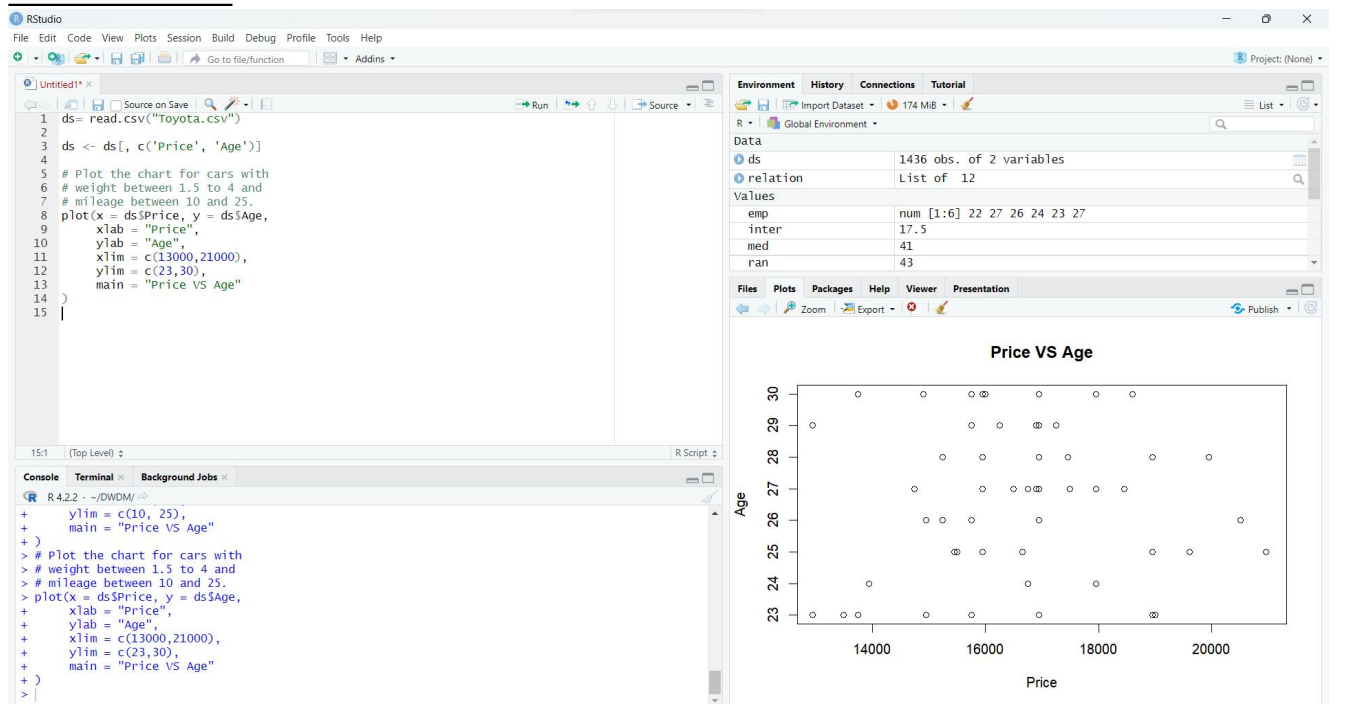 RStudio
File Edit Code View Plots Session Build Debug Profile Tools Help
Go to file/function Addins
Project: (None)
Untitled1*
Source on Save Run Source
1 ds= read.csv("Toyota.csv")
2
3 ds <- ds[, c('Price', 'Age')]
4
5 # Plot the chart for cars with
6 # weight between 1.5 to 4 and
7 # mileage between 10 and 25.
8 plot(x = ds$Price, y = ds$Age,
9 xlab = "Price",
10 ylab = "Age",
11 xlim = c(13000,21000),
12 ylim = c(23,30),
13 main = "Price VS Age"
14 )
15
15:1 (Top Level) R Script
Console Terminal Background Jobs
R 4.2.2 · ~/DWDM/
+ ylim = c(10, 25),
+ main = "Price VS Age"
+ )
> # Plot the chart for cars with
> # weight between 1.5 to 4 and
> # mileage between 10 and 25.
> plot(x = ds$Price, y = ds$Age,
+ xlab = "Price",
+ ylab = "Age",
+ xlim = c(13000,21000),
+ ylim = c(23,30),
+ main = "Price VS Age"
+ )
>
Environment History Connections Tutorial
Import Dataset 174 MiB List
R Global Environment
Data
ds 1436 obs. of 2 variables
relation List of 12
Values
emp num [1:6] 22 27 26 24 23 27
inter 17.5
med 41
ran 43
Files Plots Packages Help Viewer Presentation
Zoom Export Publish
Price VS Age
Age
30
29
28
27
26
25
24
23
14000 16000 18000 20000
Price